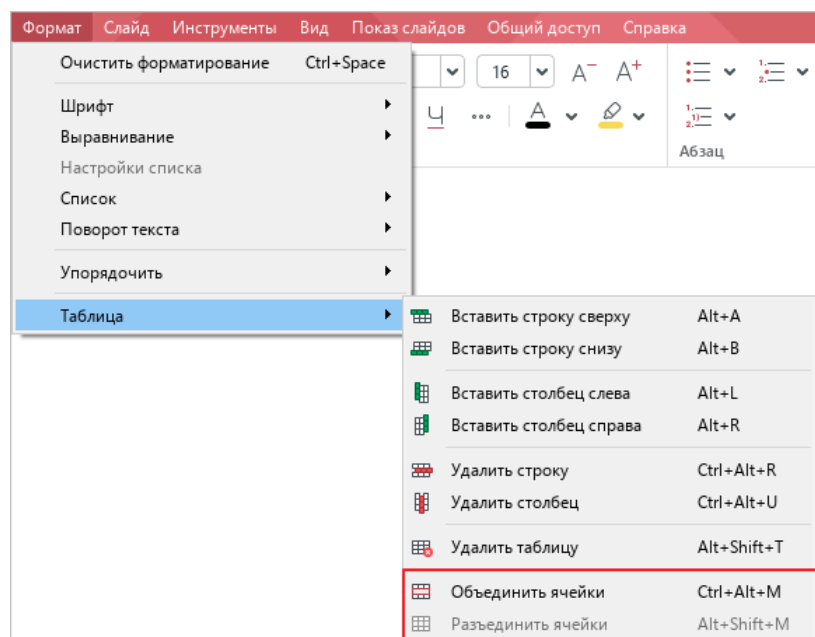 Формат Слайд Инструменты Вид Показ слайдов Общий доступ Справка
Очистить форматирование Ctrl+Space
16 A− A+
Шрифт
Ч ••• A
Выравнивание
Абзац
Настройки списка
Список
Поворот текста
Упорядочить
Таблица
Вставить строку сверху Alt+A
Вставить строку снизу Alt+B
Вставить столбец слева Alt+L
Вставить столбец справа Alt+R
Удалить строку Ctrl+Alt+R
Удалить столбец Ctrl+Alt+U
Удалить таблицу Alt+Shift+T
Объединить ячейки Ctrl+Alt+M
Разъединить ячейки Alt+Shift+M